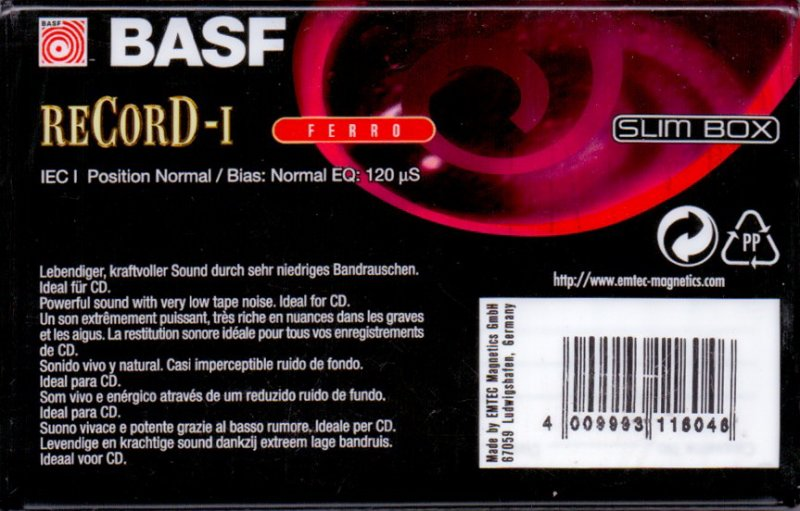 BASF
BASF
RECORD-I
FERRO
SLIM BOX
IEC I Position Normal / Bias: Normal EQ: 120 µS
PP
http://www.emtec-magnetics.com
Lebendiger, kraftvoller Sound durch sehr niedriges Bandrauschen.
Ideal für CD.
Powerful sound with very low tape noise. Ideal for CD.
Un son extrêmement puissant, très riche en nuances dans les graves
et les aigus. La restitution sonore idéale pour tous vos enregistrements
de CD.
Sonido vivo y natural. Casi imperceptible ruido de fondo.
Ideal para CD.
Som vivo e enérgico através de um reduzido ruido de fundo.
Ideal para CD.
Suono vivace e potente grazie al basso rumore. Ideale per CD.
Levendige en krachtige sound dankzij extreem lage bandruis.
Ideaal voor CD.
Made by EMTEC Magnetics GmbH
67059 Ludwigshafen, Germany
4 009993 116046